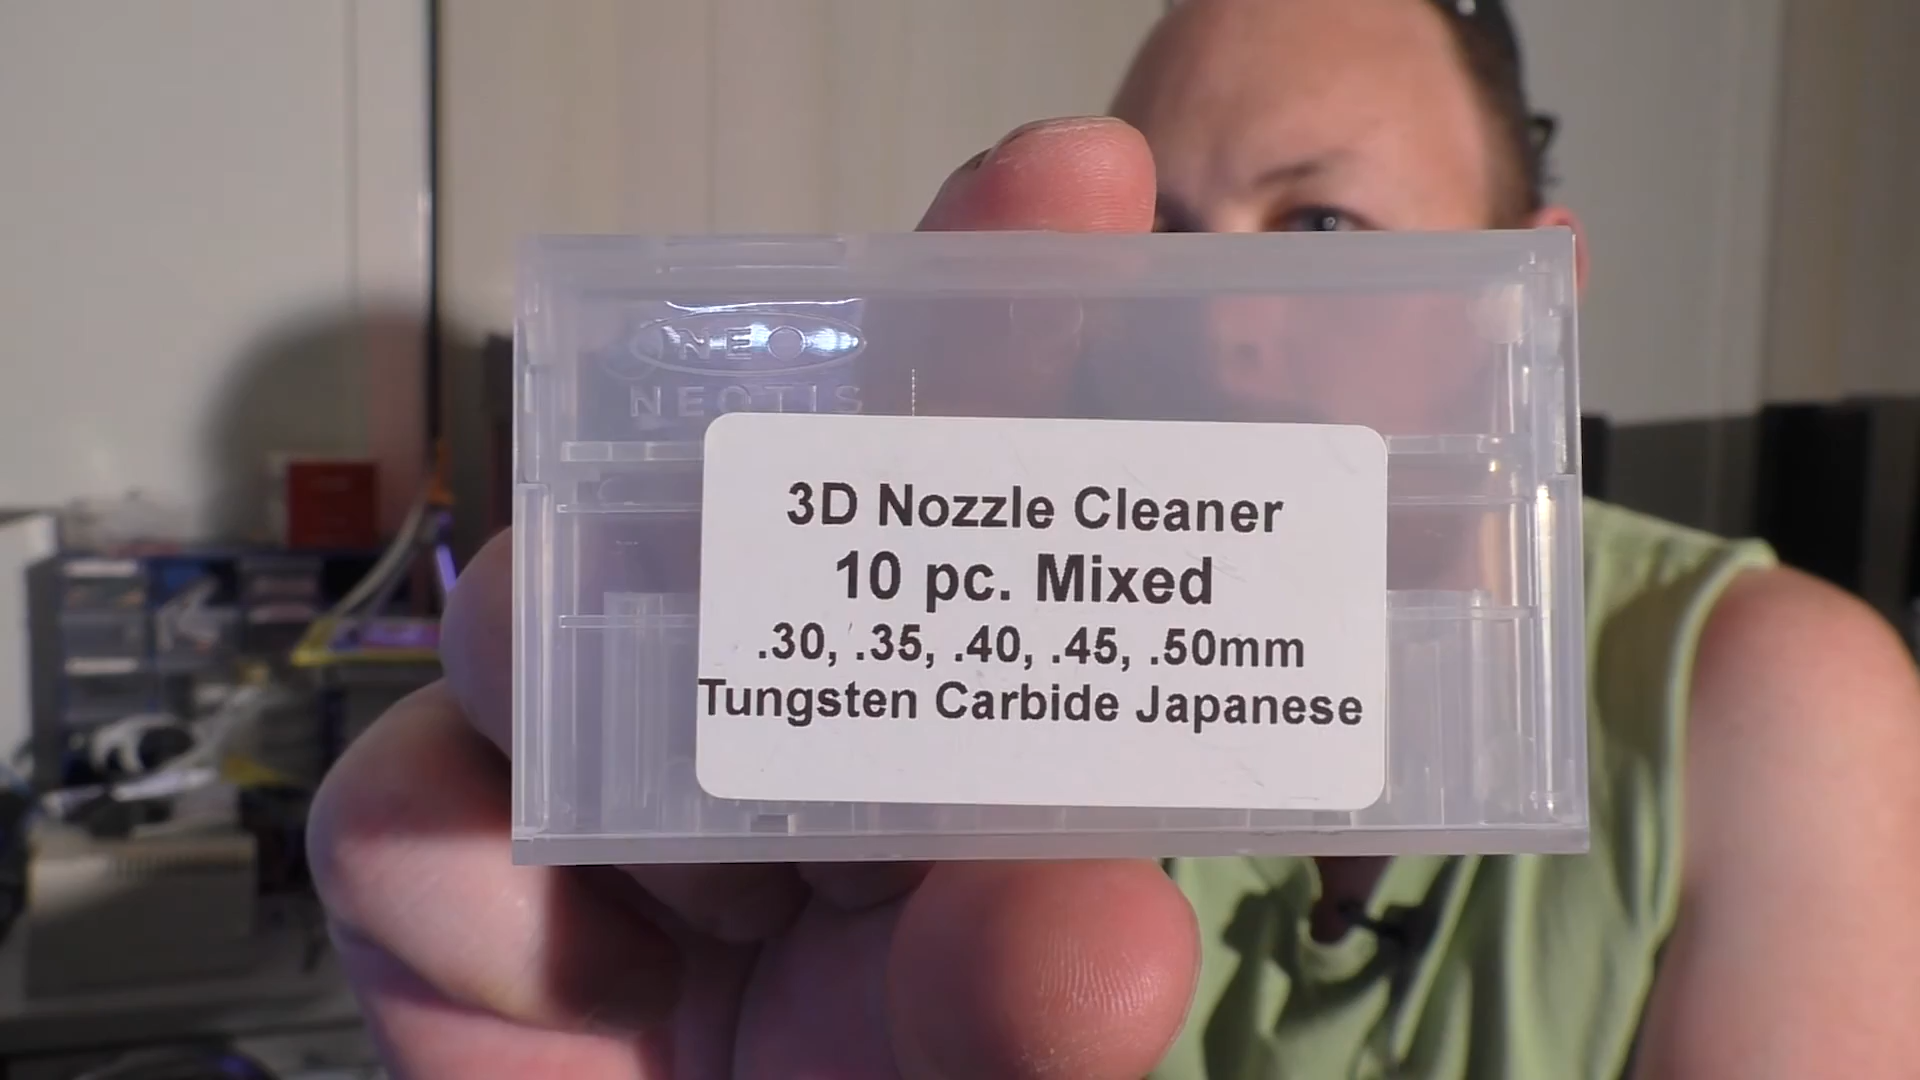 NEO
NEOTIS
3D Nozzle Cleaner
10 pc. Mixed
.30, .35, .40, .45, .50mm
Tungsten Carbide Japanese